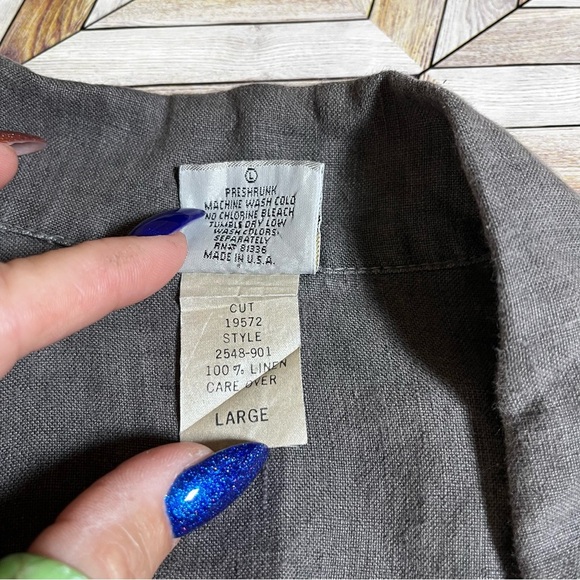 L
PRESHRUNK
MACHINE WASH COLD
NO CHLORINE BLEACH
TUMBLE DRY LOW
WASH COLORS
SEPARATELY
RN# 81336
MADE IN U.S.A.
CUT
19572
STYLE
2548-901
100% LINEN
CARE OVER
LARGE